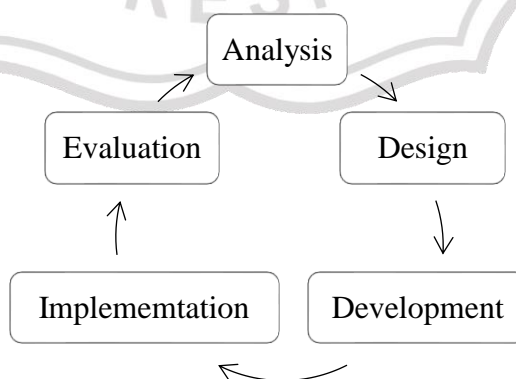 Analysis
Evaluation
Design
Implememtation
Development